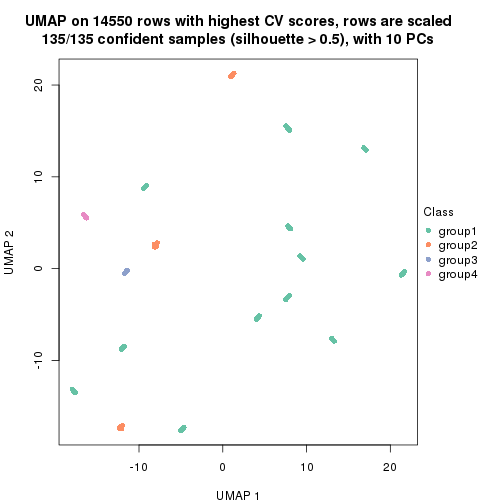 UMAP on 14550 rows with highest CV scores, rows are scaled
135/135 confident samples (silhouette > 0.5), with 10 PCs
20
10
0
-10
UMAP 2
-10
0
10
20
UMAP 1
Class
group1
group2
group3
group4